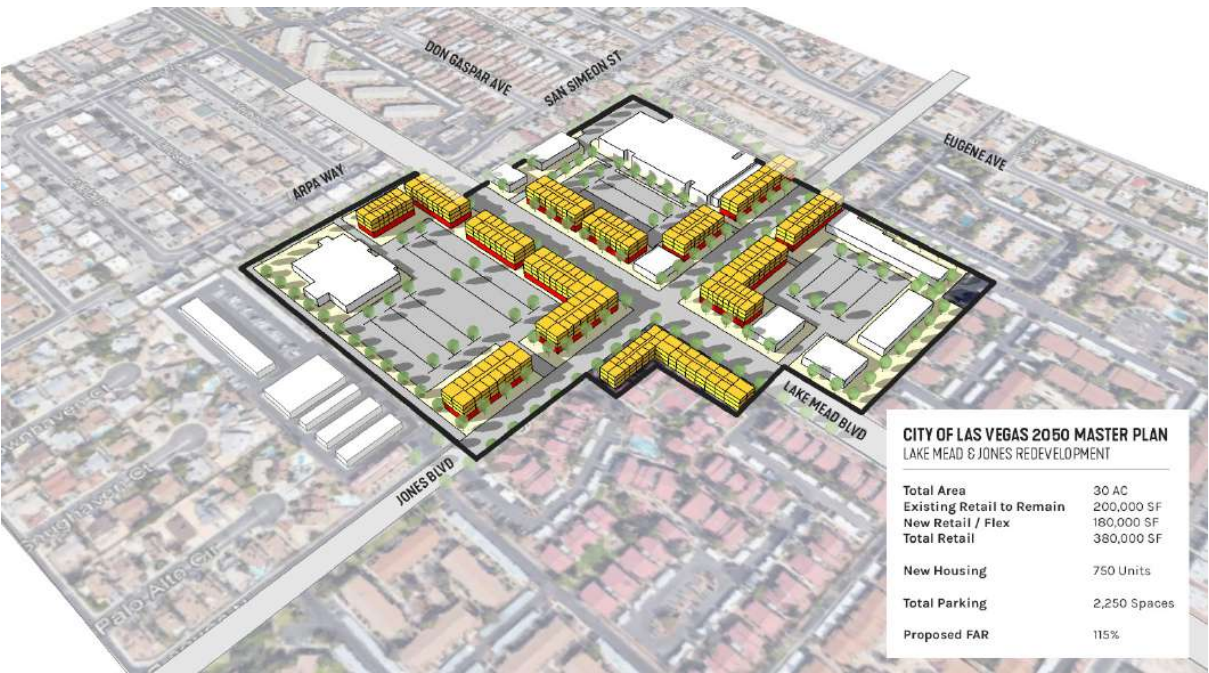 DON GASPAR AVE
SAN SIMEON ST
EUGENE AVE
ARPA WAY
LAKE MEAD BLVD
JONES BLVD
Palo Alto Cir
CITY OF LAS VEGAS 2050 MASTER PLAN
LAKE MEAD & JONES REDEVELOPMENT
Total Area 30 AC
Existing Retail to Remain 200,000 SF
New Retail / Flex 180,000 SF
Total Retail 380,000 SF
New Housing 750 Units
Total Parking 2,250 Spaces
Proposed FAR 115%